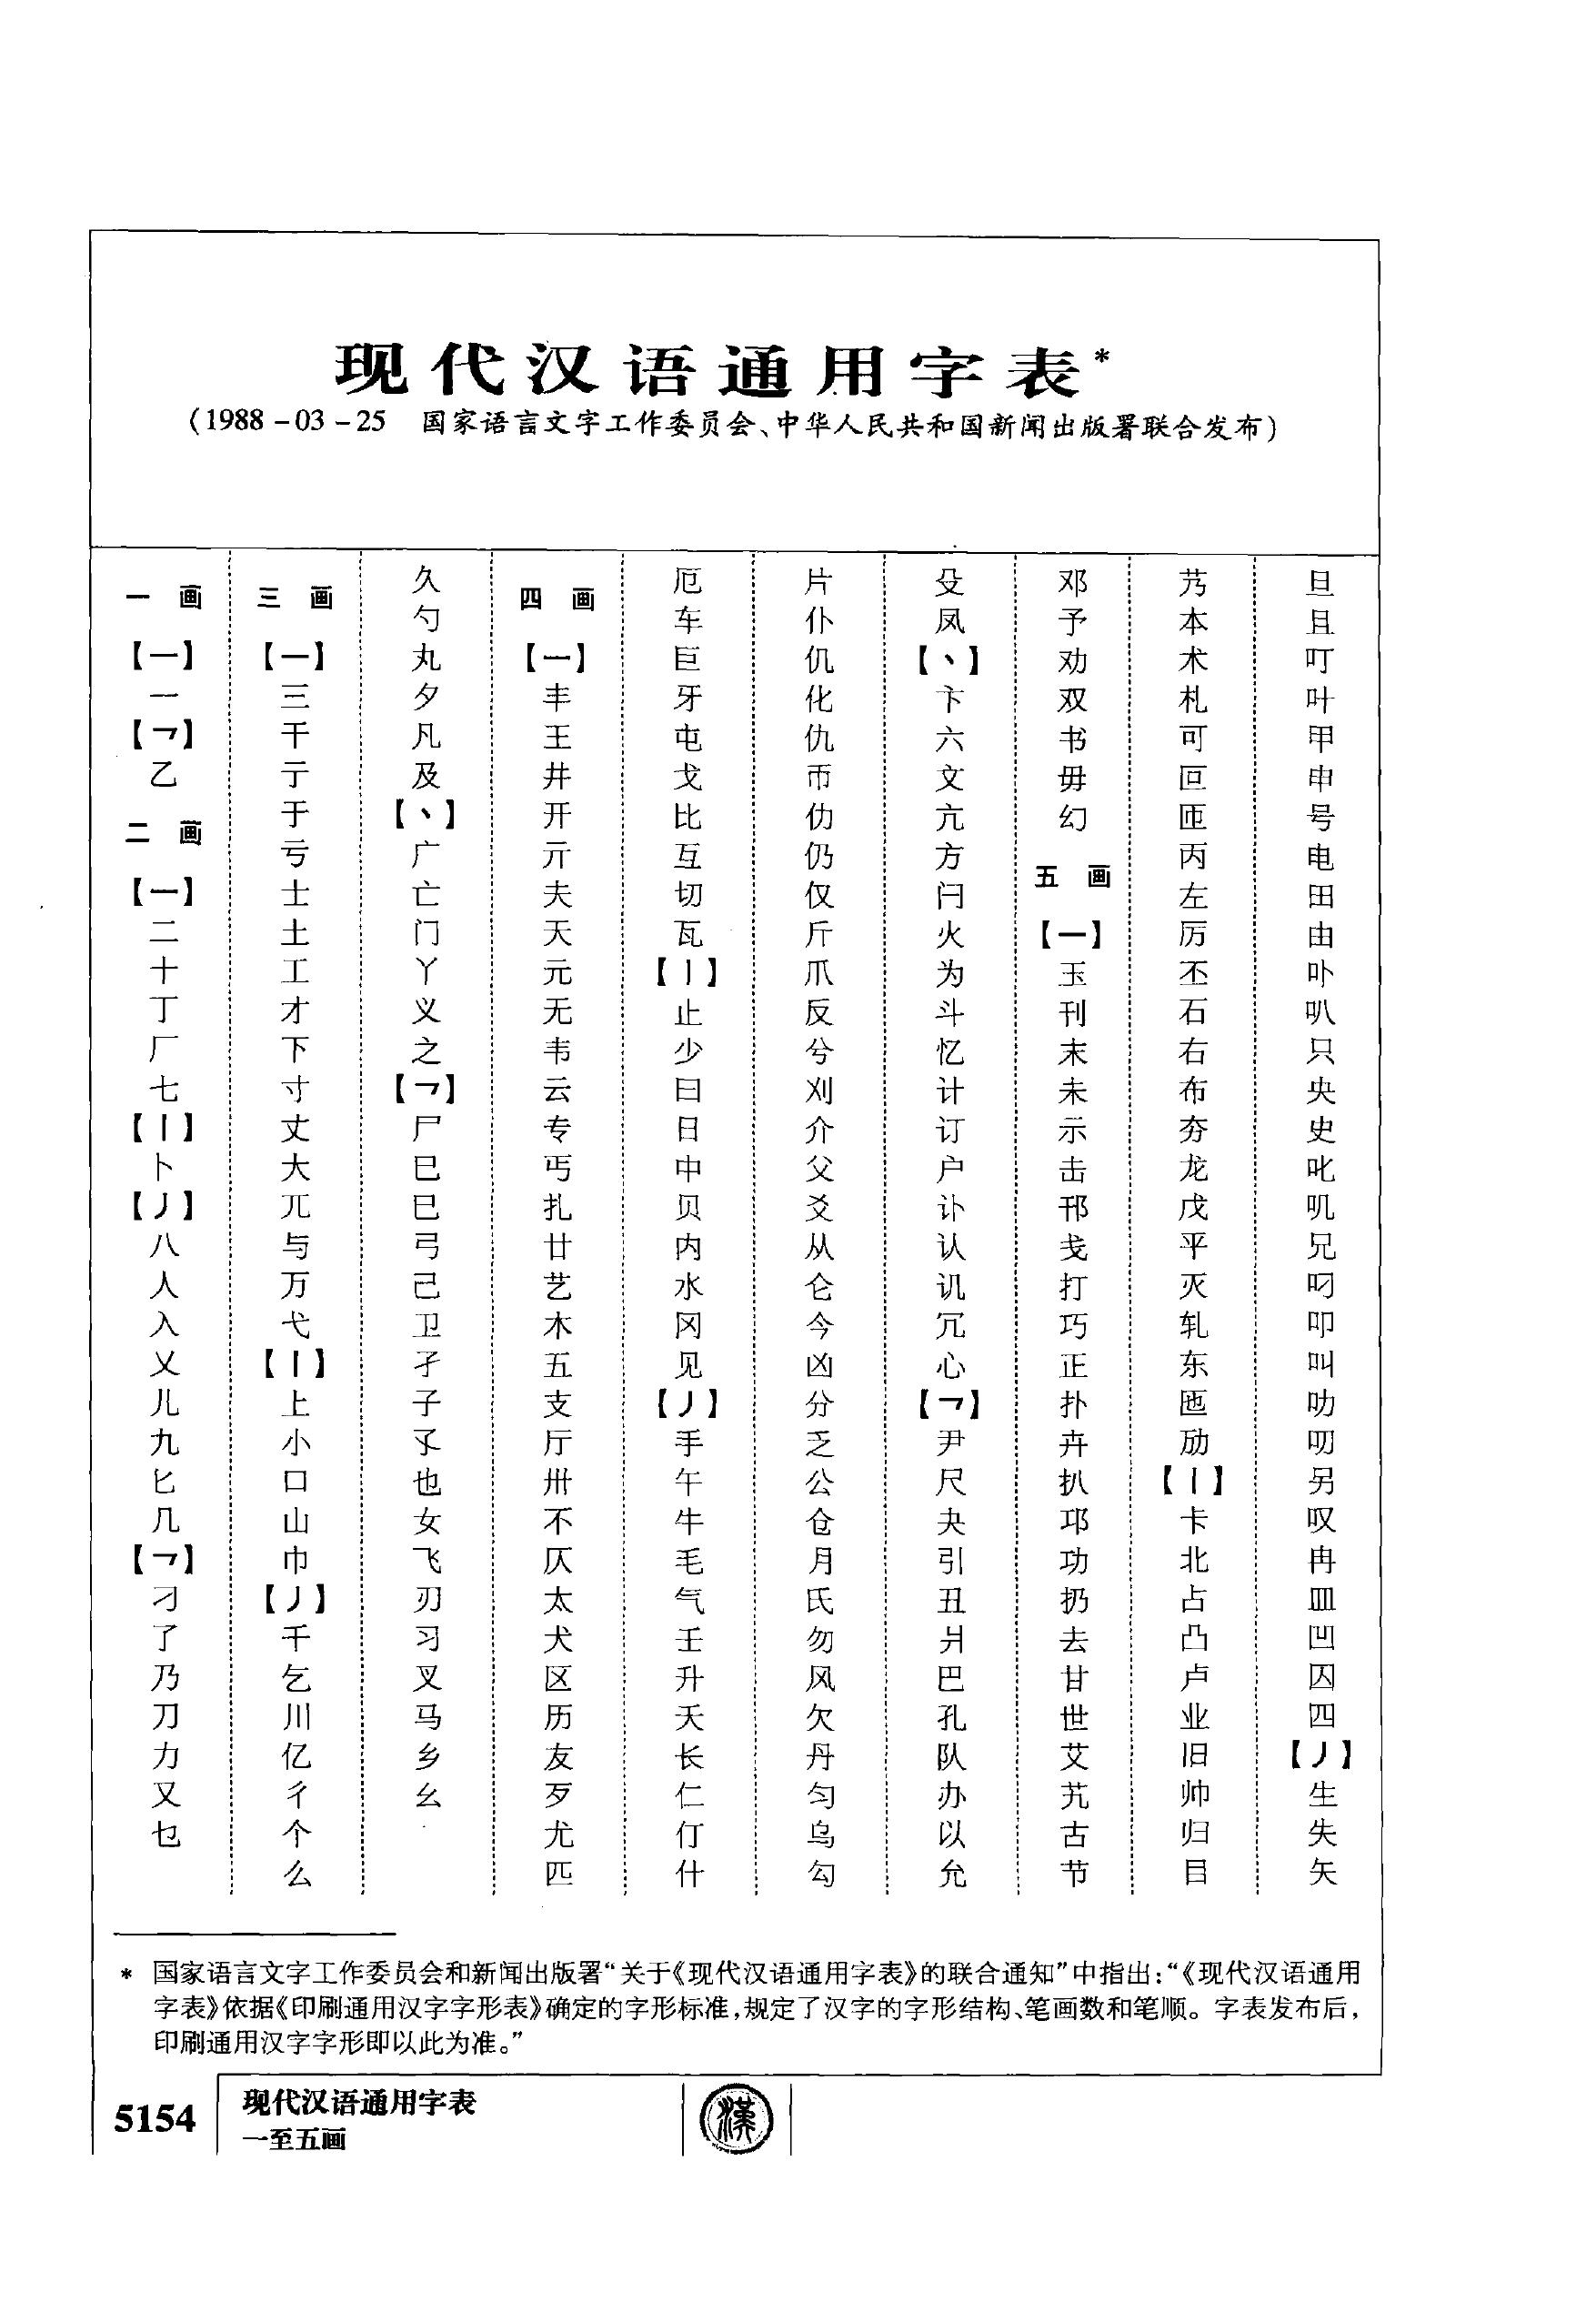 现代汉语通用字表*
(1988-03-25 国家语言文字工作委员会、中华人民共和国新闻出版署联合发布)
一 画
【一】
一
【㇕】
乙
二 画
【一】
二
十
丁
厂
七
【丨】
卜
【丿】
八
人
入
乂
儿
九
匕
几
【㇕】
刁
了
乃
刀
力
又
乜
三 画
【一】
三
干
亍
于
亏
士
土
工
才
下
寸
丈
大
兀
与
万
弋
【丨】
上
小
口
山
巾
【丿】
千
乞
川
亿
彳
个
么
久
勺
丸
夕
凡
及
【丶】
广
亡
门
丫
义
之
【㇕】
尸
巳
已
弓
己
卫
孑
子
孓
也
女
飞
刃
习
叉
马
乡
幺
四 画
【一】
丰
王
井
开
亓
夫
天
元
无
韦
云
专
丐
扎
廿
艺
木
五
支
厅
卅
不
仄
太
犬
区
历
友
歹
尤
匹
厄
车
巨
牙
屯
戈
比
互
切
瓦
【丨】
止
少
曰
日
中
贝
内
水
冈
见
【丿】
手
午
牛
毛
气
壬
升
夭
长
仁
仃
什
片
仆
仉
化
仇
币
仂
仍
仅
斤
爪
反
兮
刈
介
父
爻
从
仑
今
凶
分
乏
公
仓
月
氏
勿
风
欠
丹
匀
乌
勾
殳
凤
【丶】
卞
六
文
亢
方
闩
火
为
斗
忆
计
订
户
讣
认
讥
冗
心
【㇕】
尹
尺
夬
引
丑
爿
巴
孔
队
办
以
允
邓
予
劝
双
书
毋
幻
五 画
【一】
玉
刊
末
未
示
击
邗
戋
打
巧
正
扑
卉
扒
邛
功
扔
去
甘
世
艾
艽
古
节
艿
本
术
札
可
叵
匝
丙
左
厉
丕
石
右
布
夯
龙
戊
平
灭
轧
东
匜
劢
【丨】
卡
北
占
凸
卢
业
旧
帅
归
目
旦
且
叮
叶
甲
申
号
电
田
由
卟
叭
只
央
史
叱
叽
兄
叼
叩
叫
叻
叨
另
叹
冉
皿
凹
囚
四
【丿】
生
失
矢
* 国家语言文字工作委员会和新闻出版署“关于《现代汉语通用字表》的联合通知”中指出：“《现代汉语通用
字表》依据《印刷通用汉字字形表》确定的字形标准，规定了汉字的字形结构、笔画数和笔顺。字表发布后，
印刷通用汉字字形即以此为准。”
5154
现代汉语通用字表
一至五画
漢